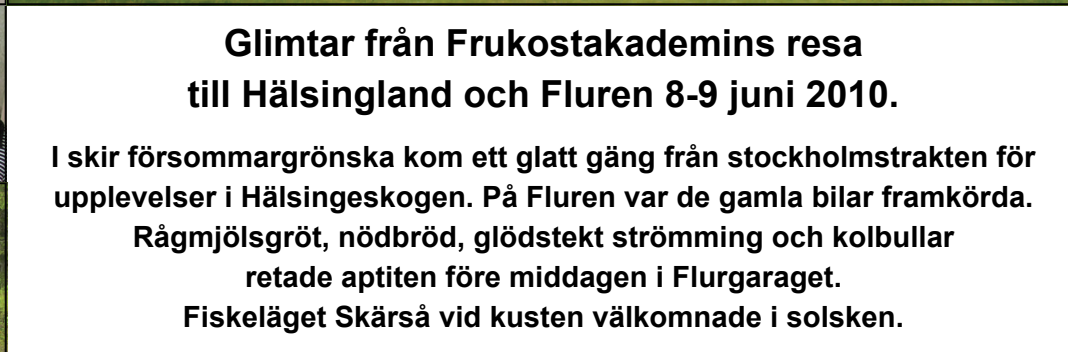 Glimtar från Frukostakademins resa
till Hälsingland och Fluren 8-9 juni 2010.
I skir försommargrönska kom ett glatt gäng från stockholmstrakten för
upplevelser i Hälsingeskogen. På Fluren var de gamla bilar framkörda.
Rågmjölsgröt, nödbröd, glödstekt strömming och kolbullar
retade aptiten före middagen i Flurgaraget.
Fiskeläget Skärså vid kusten välkomnade i solsken.